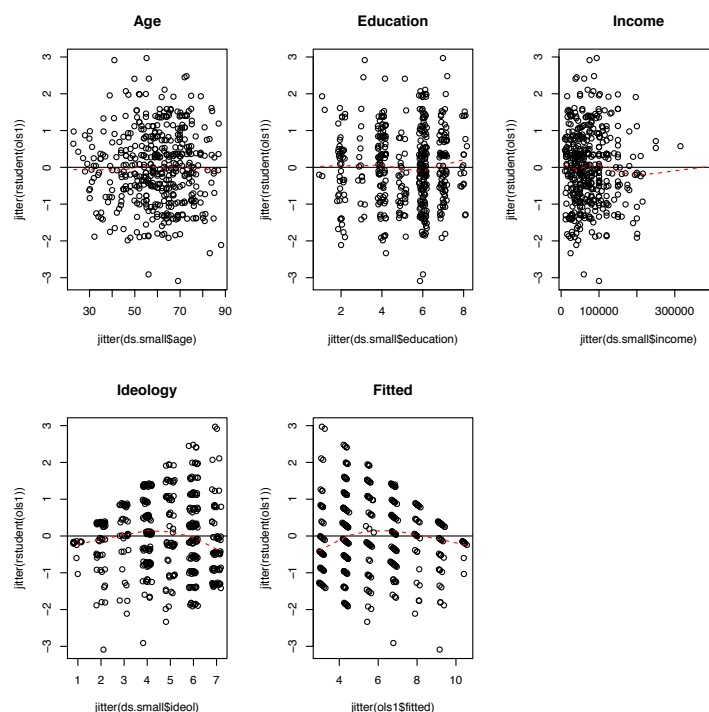 Age
Education
Income
jitter(rstudent(ols1))
-3 -2 -1 0 1 2 3
30 50 70 90
jitter(ds.small$age)
jitter(rstudent(ols1))
-3 -2 -1 0 1 2 3
2 4 6 8
jitter(ds.small$education)
jitter(rstudent(ols1))
-3 -2 -1 0 1 2 3
0 100000 300000
jitter(ds.small$income)
Ideology
Fitted
jitter(rstudent(ols1))
-3 -2 -1 0 1 2 3
1 2 3 4 5 6 7
jitter(ds.small$ideol)
jitter(rstudent(ols1))
-3 -2 -1 0 1 2 3
4 6 8 10
jitter(ols1$fitted)